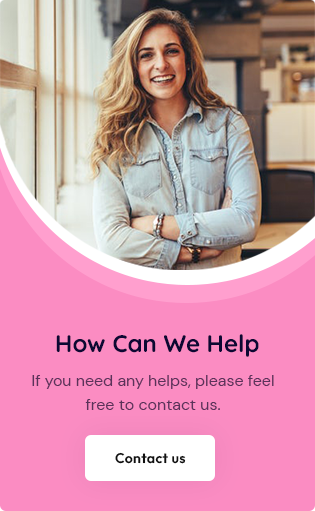 How Can We Help
If you need any helps, please feel
free to contact us.
Contact us